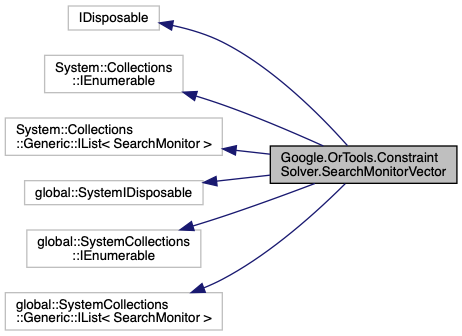 IDisposable
System::Collections
::IEnumerable
System::Collections
::Generic::IList< SearchMonitor >
Google.OrTools.Constraint
Solver.SearchMonitorVector
global::SystemIDisposable
global::SystemCollections
::IEnumerable
global::SystemCollections
::Generic::IList< SearchMonitor >